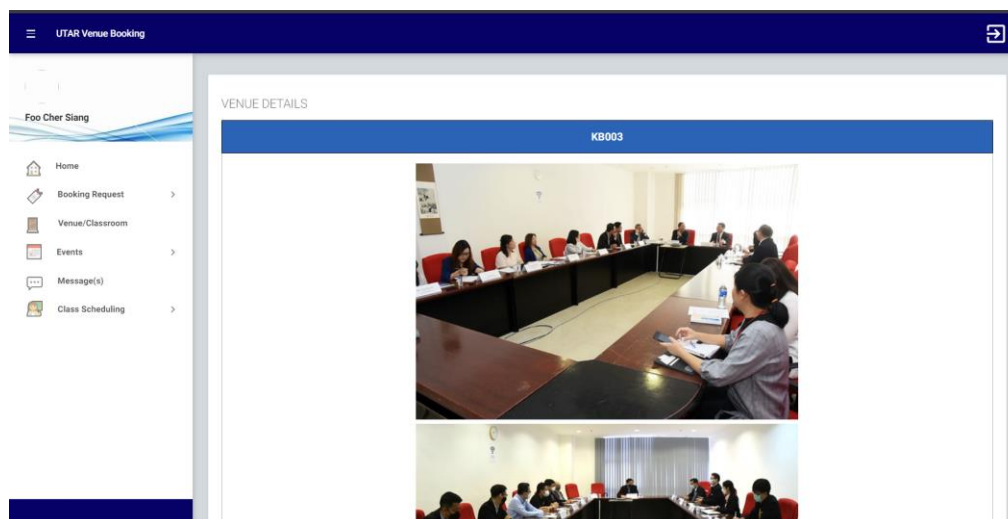 UTAR Venue Booking
Foo Cher Siang
Home
Booking Request
Venue/Classroom
Events
Message(s)
Class Scheduling
VENUE DETAILS
KB003